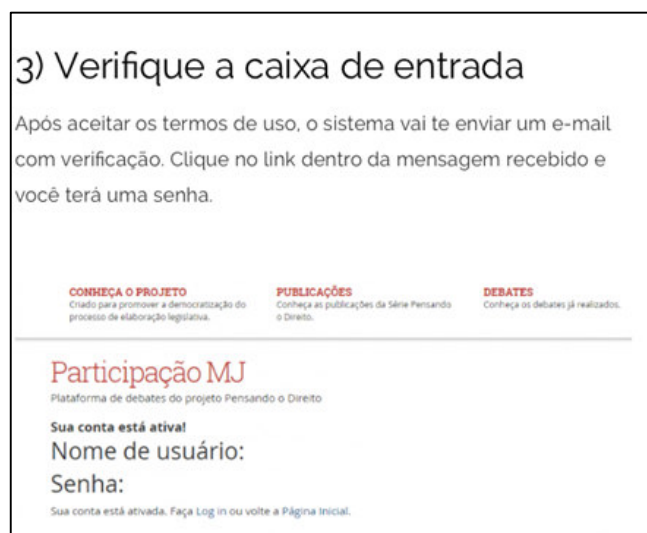 3) Verifique a caixa de entrada
Após aceitar os termos de uso, o sistema vai te enviar um e-mail
com verificação. Clique no link dentro da mensagem recebido e
você terá uma senha.
CONHEÇA O PROJETO
Criado para promover a democratização do
processo de elaboração legislativa.
PUBLICAÇÕES
Conheça as publicações da Série Pensando
o Direito.
DEBATES
Conheça os debates já realizados.
Participação MJ
Plataforma de debates do projeto Pensando o Direito
Sua conta está ativa!
Nome de usuário:
Senha:
Sua conta está ativada. Faça Log in ou volte a Página Inicial.